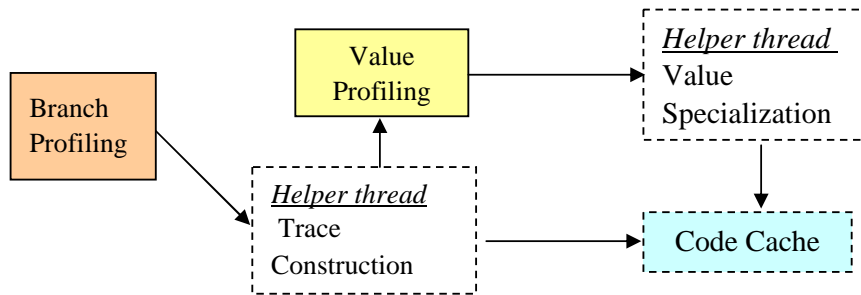 Branch
Profiling
Value
Profiling
Helper thread
Trace
Construction
Helper thread
Value
Specialization
Code Cache